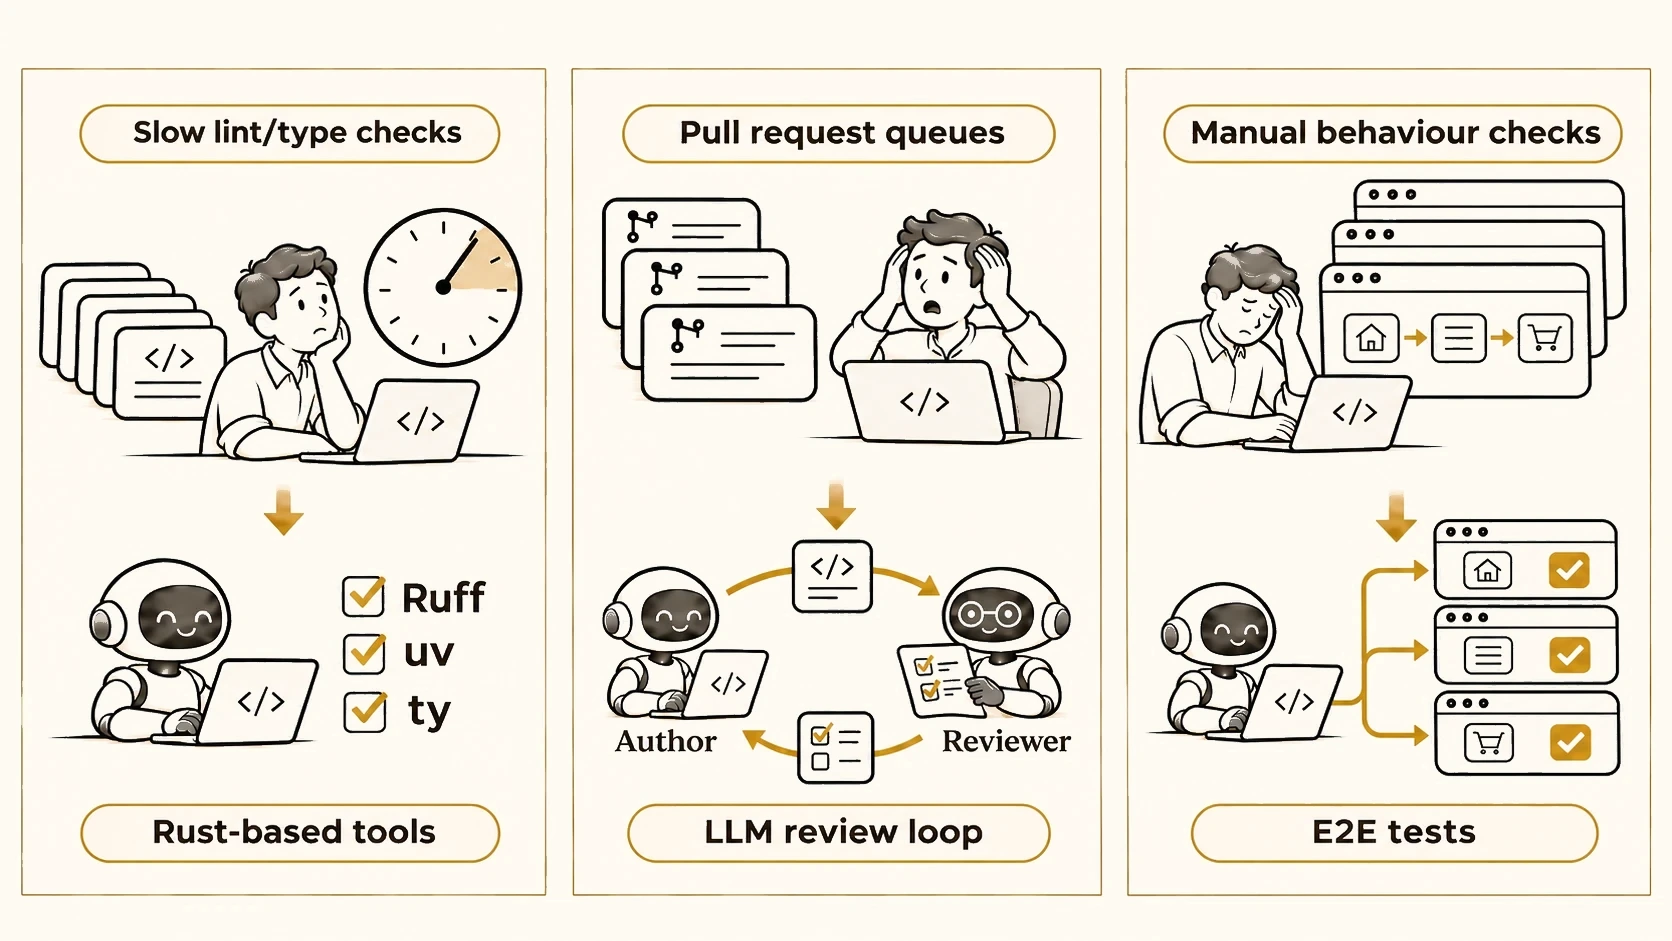 Slow lint/type checks
</>
</>
Ruff
uv
ty
</>
Rust-based tools
Pull request queues
</>
</>
</>
Author
Reviewer
LLM review loop
Manual behaviour checks
</>
</>
E2E tests